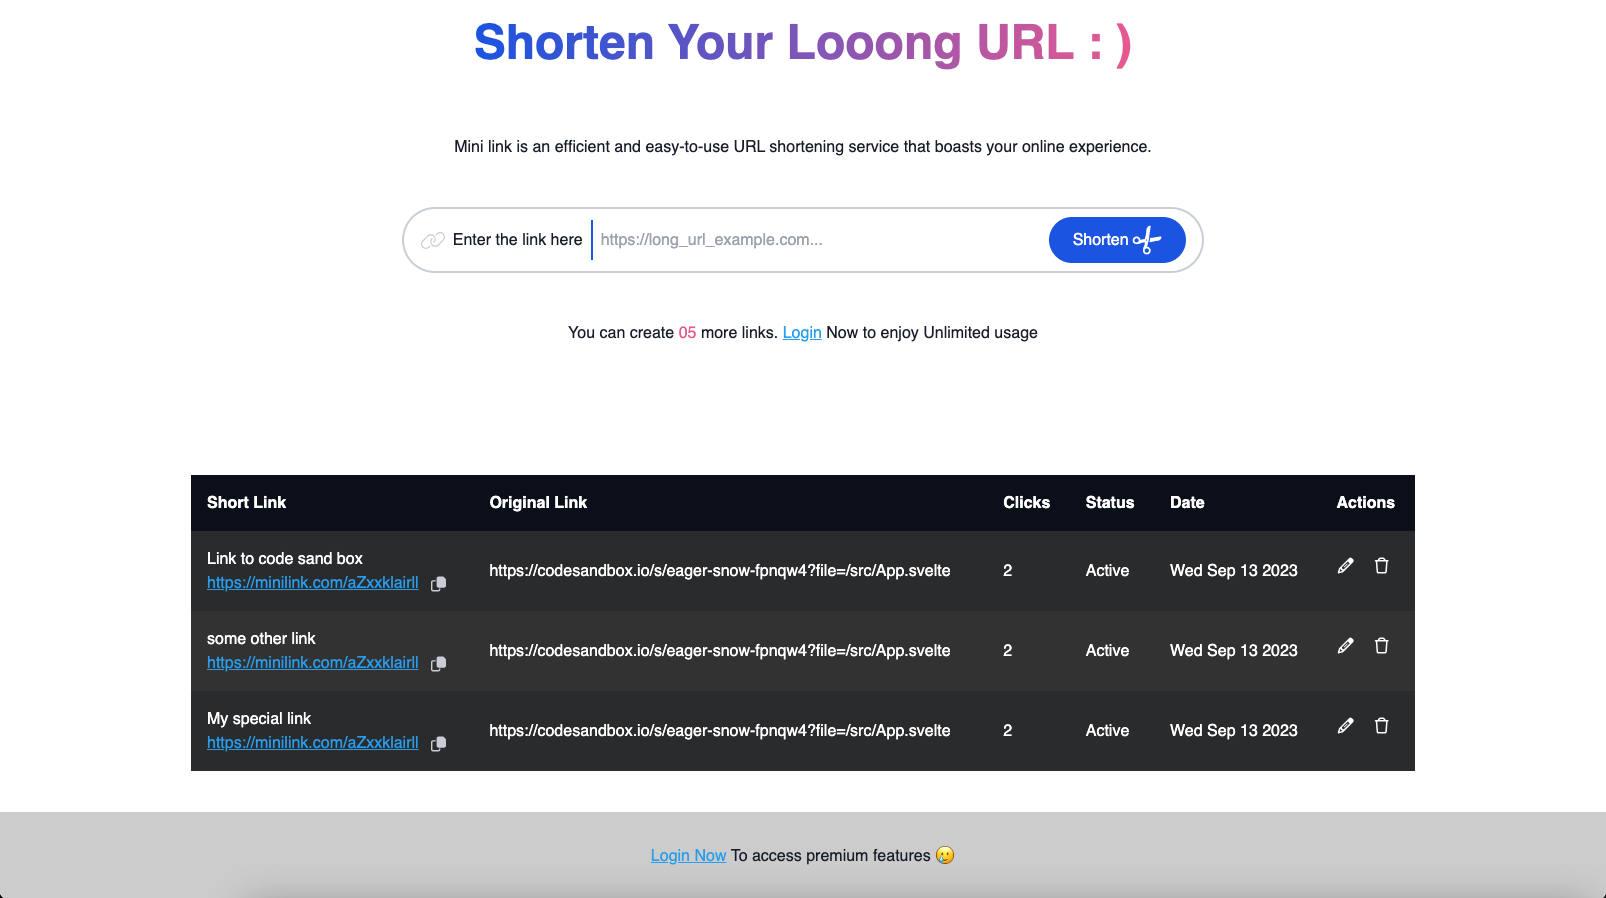 Shorten Your Looong URL : )
Mini link is an efficient and easy-to-use URL shortening service that boasts your online experience.
Enter the link here https://long_url_example.com... Shorten
You can create 05 more links. Login Now to enjoy Unlimited usage
Short Link Original Link Clicks Status Date Actions
Link to code sand box
https://minilink.com/aZxxklairll https://codesandbox.io/s/eager-snow-fpnqw4?file=/src/App.svelte 2 Active Wed Sep 13 2023
some other link
https://minilink.com/aZxxklairll https://codesandbox.io/s/eager-snow-fpnqw4?file=/src/App.svelte 2 Active Wed Sep 13 2023
My special link
https://minilink.com/aZxxklairll https://codesandbox.io/s/eager-snow-fpnqw4?file=/src/App.svelte 2 Active Wed Sep 13 2023
Login Now To access premium features 🥲